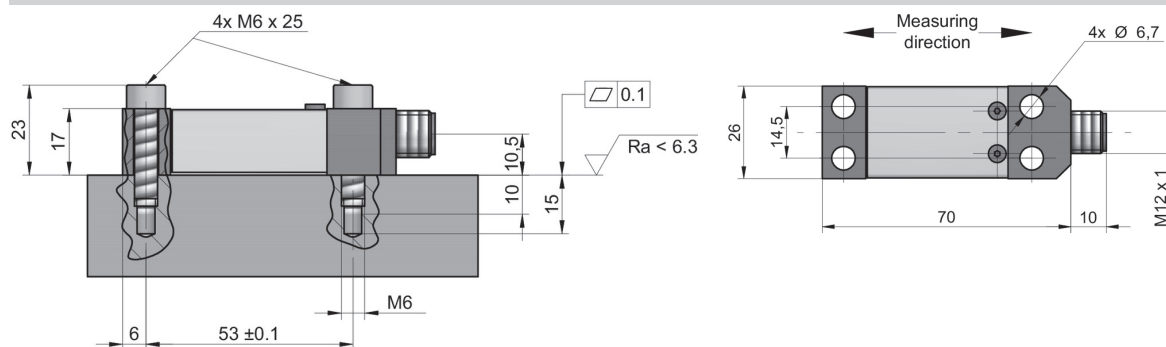 4x M6 x 25
23
17
0.1
Ra < 6.3
10,5
10
15
M6
6
53 ±0.1
Measuring
direction
4x Ø 6,7
26
14,5
70
10
M12 x 1